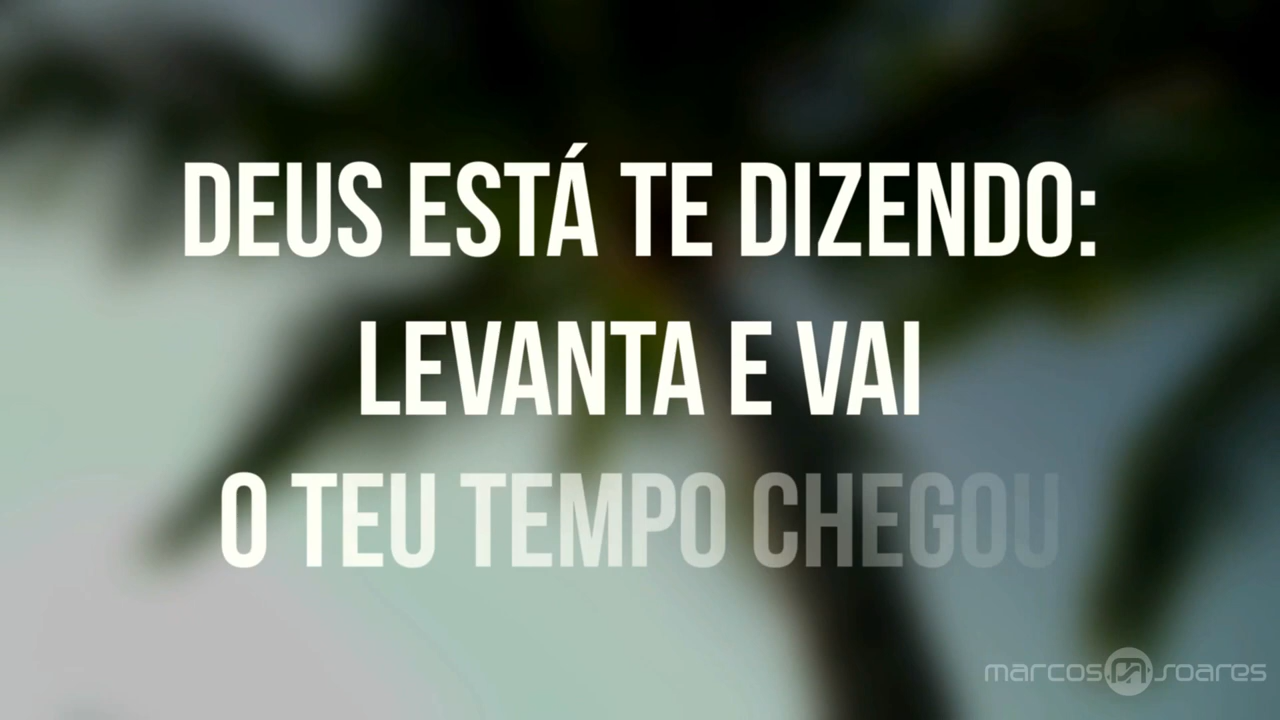 DEUS ESTÁ TE DIZENDO:
LEVANTA E VAI
O TEU TEMPO CHEGOU
marcos soares